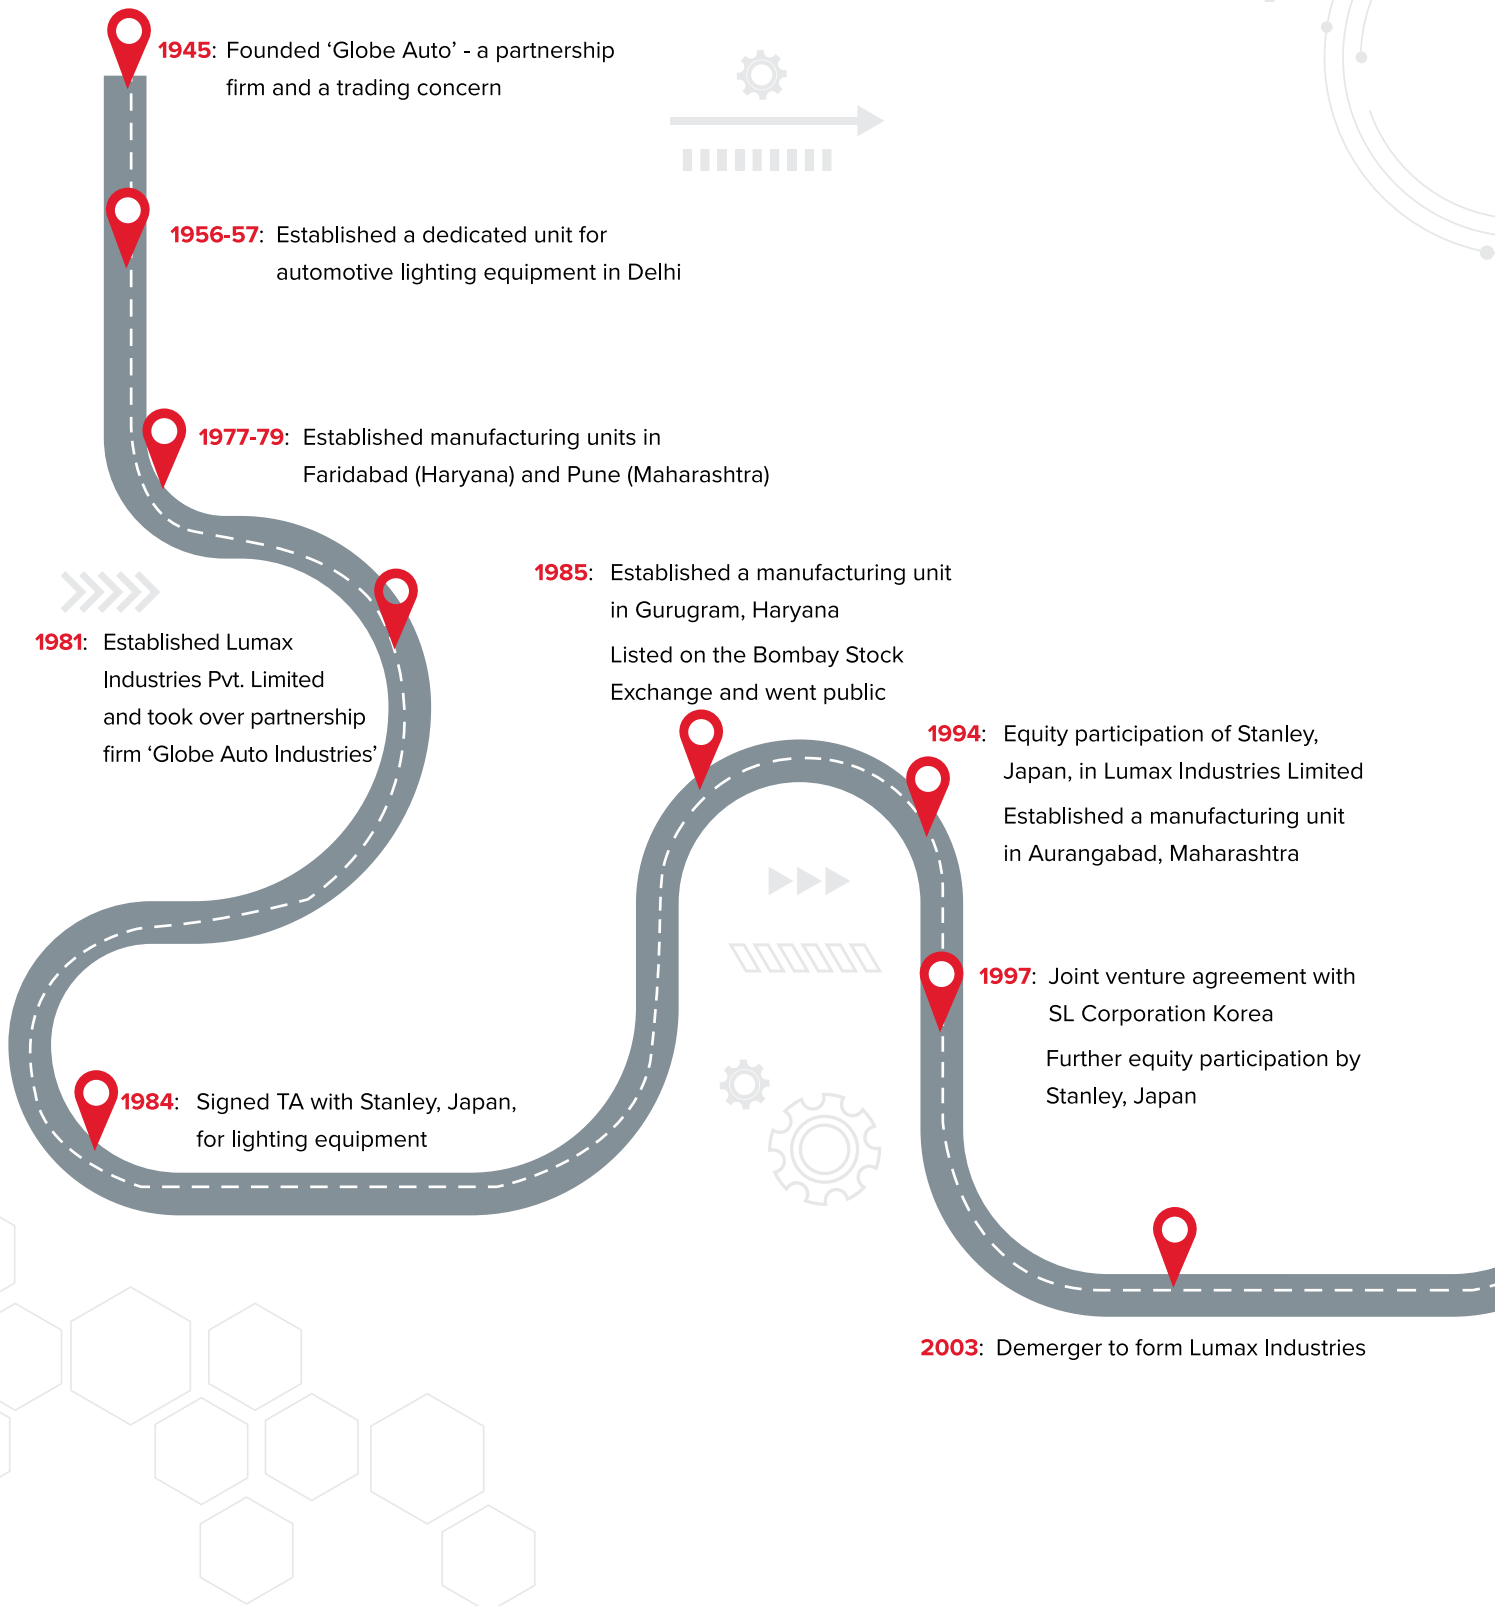 1945: Founded ‘Globe Auto’ - a partnership
firm and a trading concern
1956-57: Established a dedicated unit for
automotive lighting equipment in Delhi
1977-79: Established manufacturing units in
Faridabad (Haryana) and Pune (Maharashtra)
1981: Established Lumax
Industries Pvt. Limited
and took over partnership
firm ‘Globe Auto Industries’
1984: Signed TA with Stanley, Japan,
for lighting equipment
1985: Established a manufacturing unit
in Gurugram, Haryana
Listed on the Bombay Stock
Exchange and went public
1994: Equity participation of Stanley,
Japan, in Lumax Industries Limited
Established a manufacturing unit
in Aurangabad, Maharashtra
1997: Joint venture agreement with
SL Corporation Korea
Further equity participation by
Stanley, Japan
2003: Demerger to form Lumax Industries